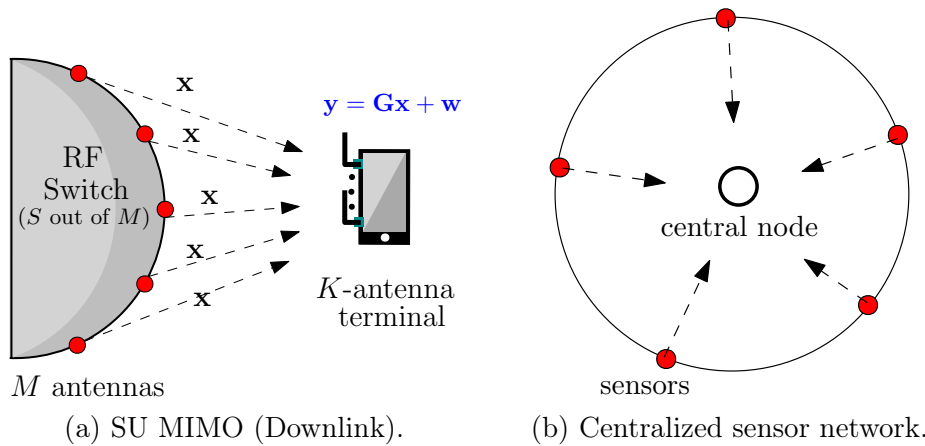 x
y = Gx + w
x
RF
Switch
(S out of M)
x
x
x
K-antenna
terminal
M antennas
(a) SU MIMO (Downlink).
central node
sensors
(b) Centralized sensor network.